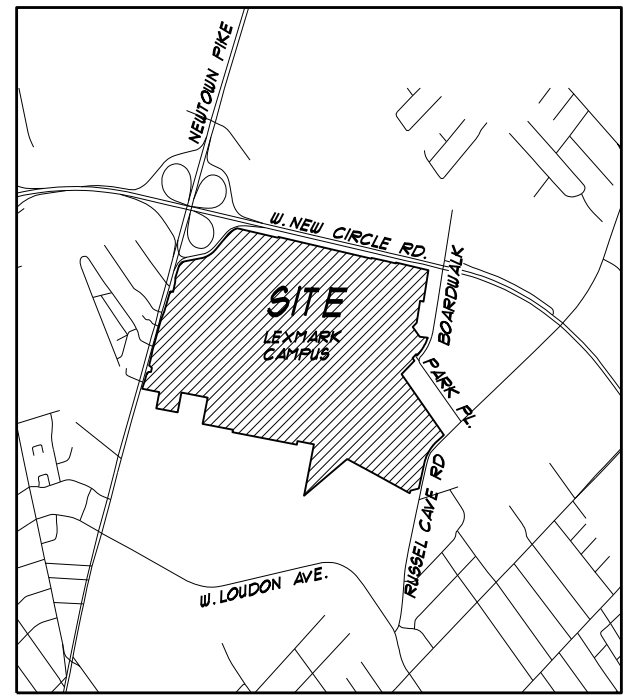 NEWTOWN PIKE
W. NEW CIRCLE RD.
BOARDWALK
SITE
LEXMARK
CAMPUS
PARK PL.
RUSSEL CAVE RD
W. LOUDON AVE.